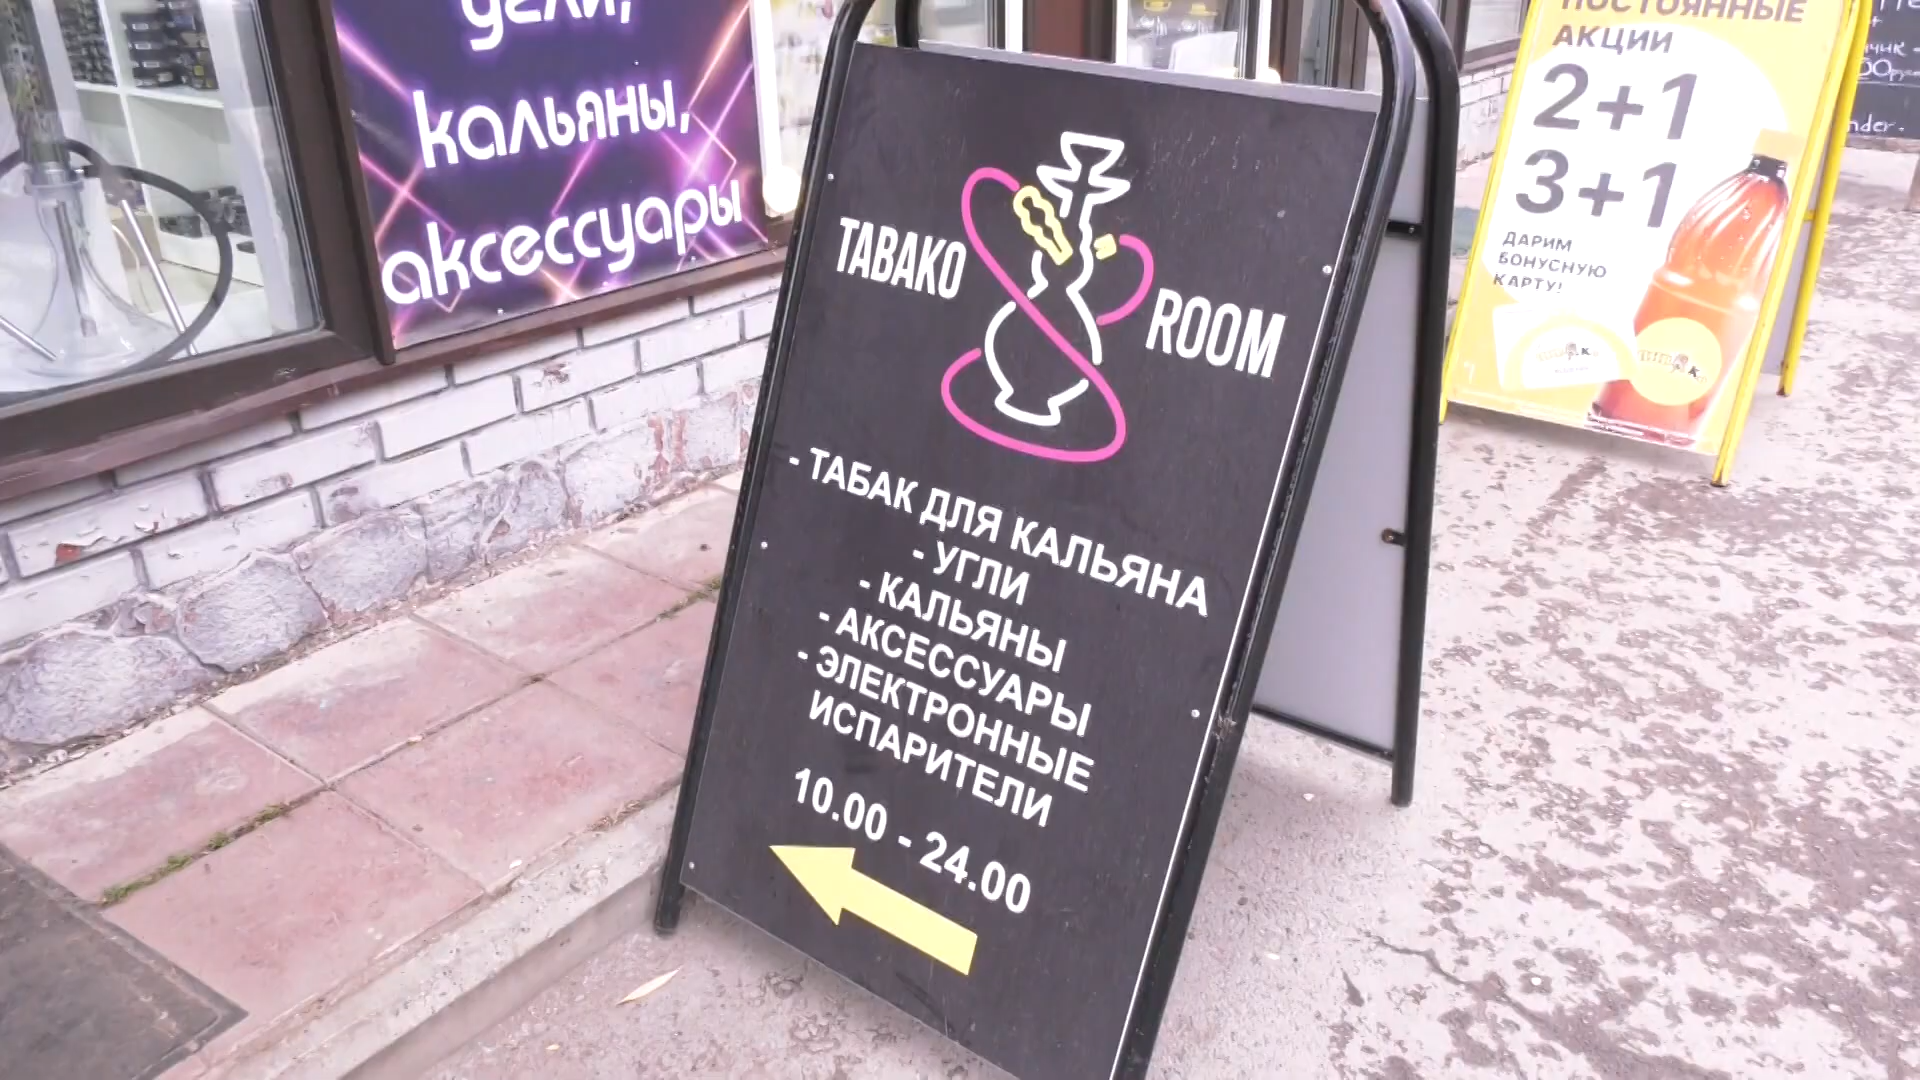 угли,
кальяны,
аксессуары
TABAKO ROOM
- ТАБАК ДЛЯ КАЛЬЯНА
- УГЛИ
- КАЛЬЯНЫ
- АКСЕССУАРЫ
- ЭЛЕКТРОННЫЕ
ИСПАРИТЕЛИ
10.00 - 24.00
ПОСТОЯННЫЕ
АКЦИИ
2+1
3+1
ДАРИМ
БОНУСНУЮ
КАРТУ!